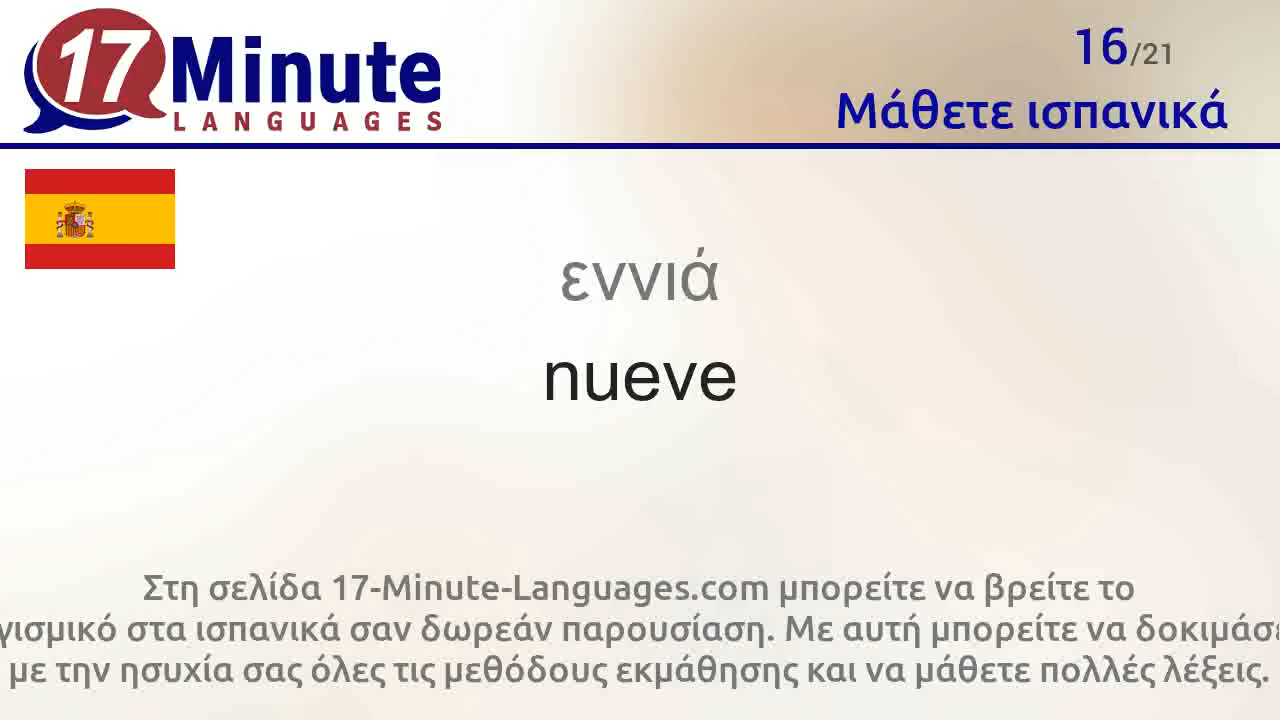 17 Minute
LANGUAGES
16/21
Μάθετε ισπανικά
εννιά
nueve
Στη σελίδα 17-Minute-Languages.com μπορείτε να βρείτε το
στα ισπανικά σαν δωρεάν παρουσίαση. Με αυτή μπορείτε να
με την ησυχία σας όλες τις μεθόδους εκμάθησης και να μάθετε πολλές λέξεις.